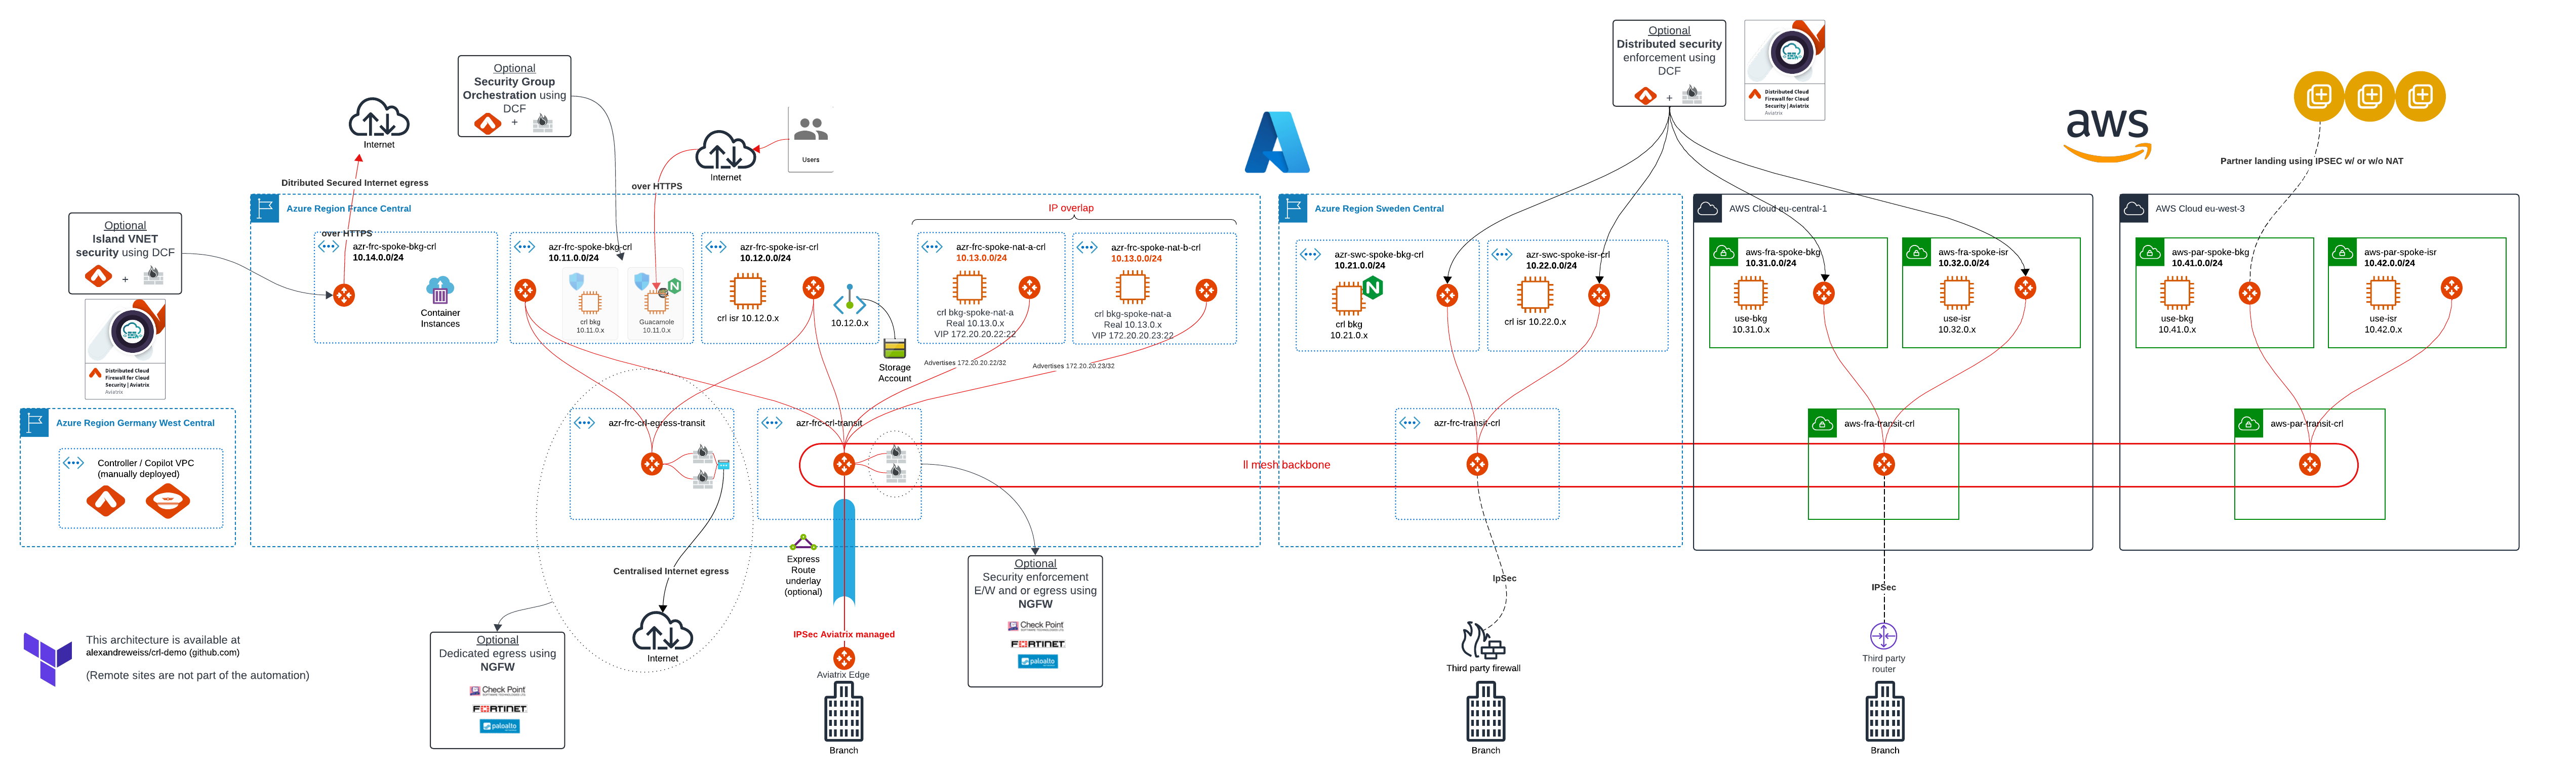 Optional
Security Group
Orchestration using
DCF
+
Internet
Ditributed Secured Internet egress
over HTTPS
Internet
Users
over HTTPS
Optional
Distributed security
enforcement using
DCF
+
Distributed Cloud
Firewall for Cloud
Security | Aviatrix
Aviatrix
aws
Partner landing using IPSEC w/ or w/o NAT
Optional
Island VNET
security using DCF
+
Distributed Cloud
Firewall for Cloud
Security | Aviatrix
Aviatrix
Azure Region France Central
azr-frc-spoke-bkg-crl
10.14.0.0/24
Container
Instances
azr-frc-spoke-bkg-crl
10.11.0.0/24
crl bkg
10.11.0.x
Guacamole
10.11.0.x
azr-frc-spoke-isr-crl
10.12.0.0/24
crl isr 10.12.0.x
10.12.0.x
Storage
Account
IP overlap
azr-frc-spoke-nat-a-crl
10.13.0.0/24
crl bkg-spoke-nat-a
Real 10.13.0.x
VIP 172.20.20.22:22
Advertises 172.20.20.22/32
azr-frc-spoke-nat-b-crl
10.13.0.0/24
crl bkg-spoke-nat-a
Real 10.13.0.x
VIP 172.20.20.23:22
Advertises 172.20.20.23/32
Azure Region Sweden Central
azr-swc-spoke-bkg-crl
10.21.0.0/24
crl bkg
10.21.0.x
azr-swc-spoke-isr-crl
10.22.0.0/24
crl isr 10.22.0.x
AWS Cloud eu-central-1
aws-fra-spoke-bkg
10.31.0.0/24
use-bkg
10.31.0.x
aws-fra-spoke-isr
10.32.0.0/24
use-isr
10.32.0.x
AWS Cloud eu-west-3
aws-par-spoke-bkg
10.41.0.0/24
use-bkg
10.41.0.x
aws-par-spoke-isr
10.42.0.0/24
use-isr
10.42.0.x
Azure Region Germany West Central
Controller / Copilot VPC
(manually deployed)
azr-frc-crl-egress-transit
azr-frc-crl-transit
ll mesh backbone
azr-frc-transit-crl
aws-fra-transit-crl
aws-par-transit-crl
Centralised Internet egress
Internet
Express
Route
underlay
(optional)
IPSec Aviatrix managed
Aviatrix Edge
Branch
Optional
Security enforcement
E/W and or egress using
NGFW
Check Point
FORTINET
paloalto
Optional
Dedicated egress using
NGFW
Check Point
FORTINET
paloalto
IpSec
Third party firewall
Branch
IPSec
Third party
router
Branch
This architecture is available at
alexandreweiss/crl-demo (github.com)
(Remote sites are not part of the automation)